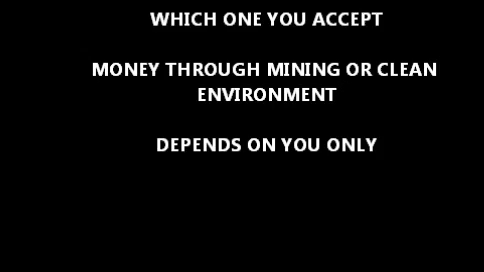 WHICH ONE YOU ACCEPT
MONEY THROUGH MINING OR CLEAN
ENVIRONMENT
DEPENDS ON YOU ONLY